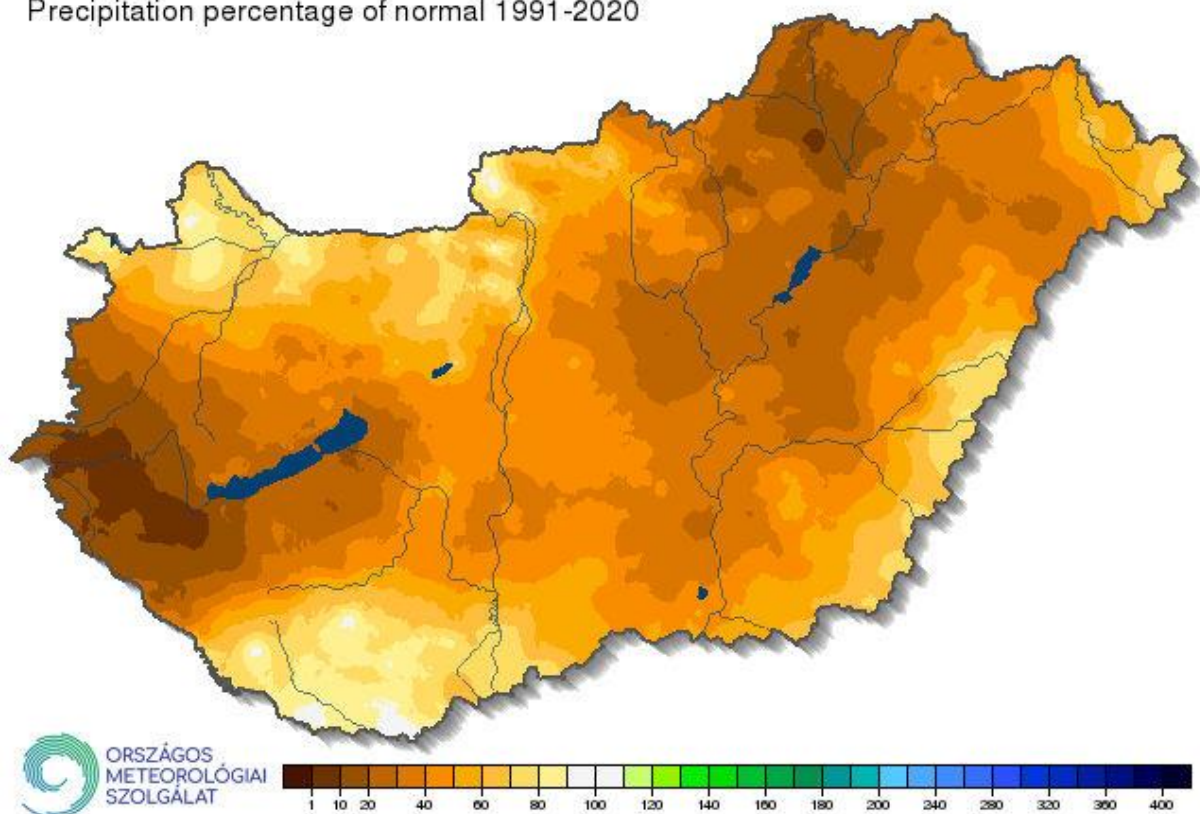 Precipitation percentage of normal 1991-2020
ORSZÁGOS
METEOROLÓGIAI
SZOLGÁLAT
1 10 20 40 60 80 100 120 140 160 180 200 240 280 320 360 400